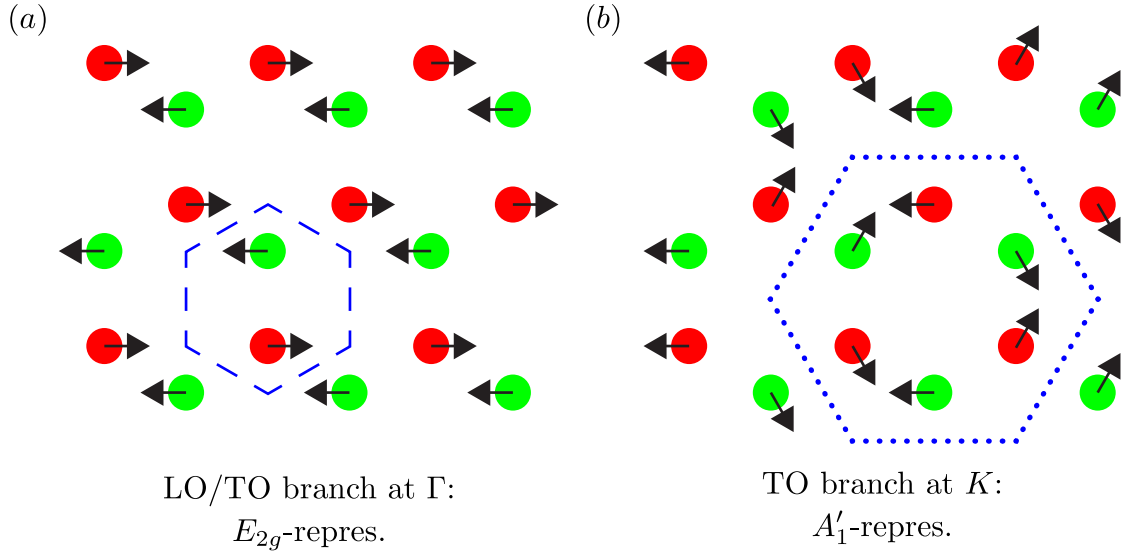 (a)
(b)
LO/TO branch at Γ:
E₂g-repres.
TO branch at K:
A′₁-repres.